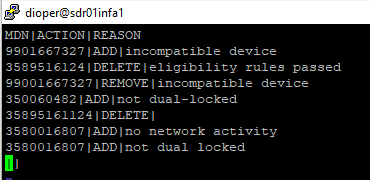 dioper@sdr01infa1
MDN|ACTION|REASON
9901667327|ADD|incompatible device
3589516124|DELETE|eligibility rules passed
99001667327|REMOVE|incompatible device
350060482|ADD|not dual-locked
35895161124|DELETE|
3580016807|ADD|no network activity
3580016807|ADD|not dual locked
||
~